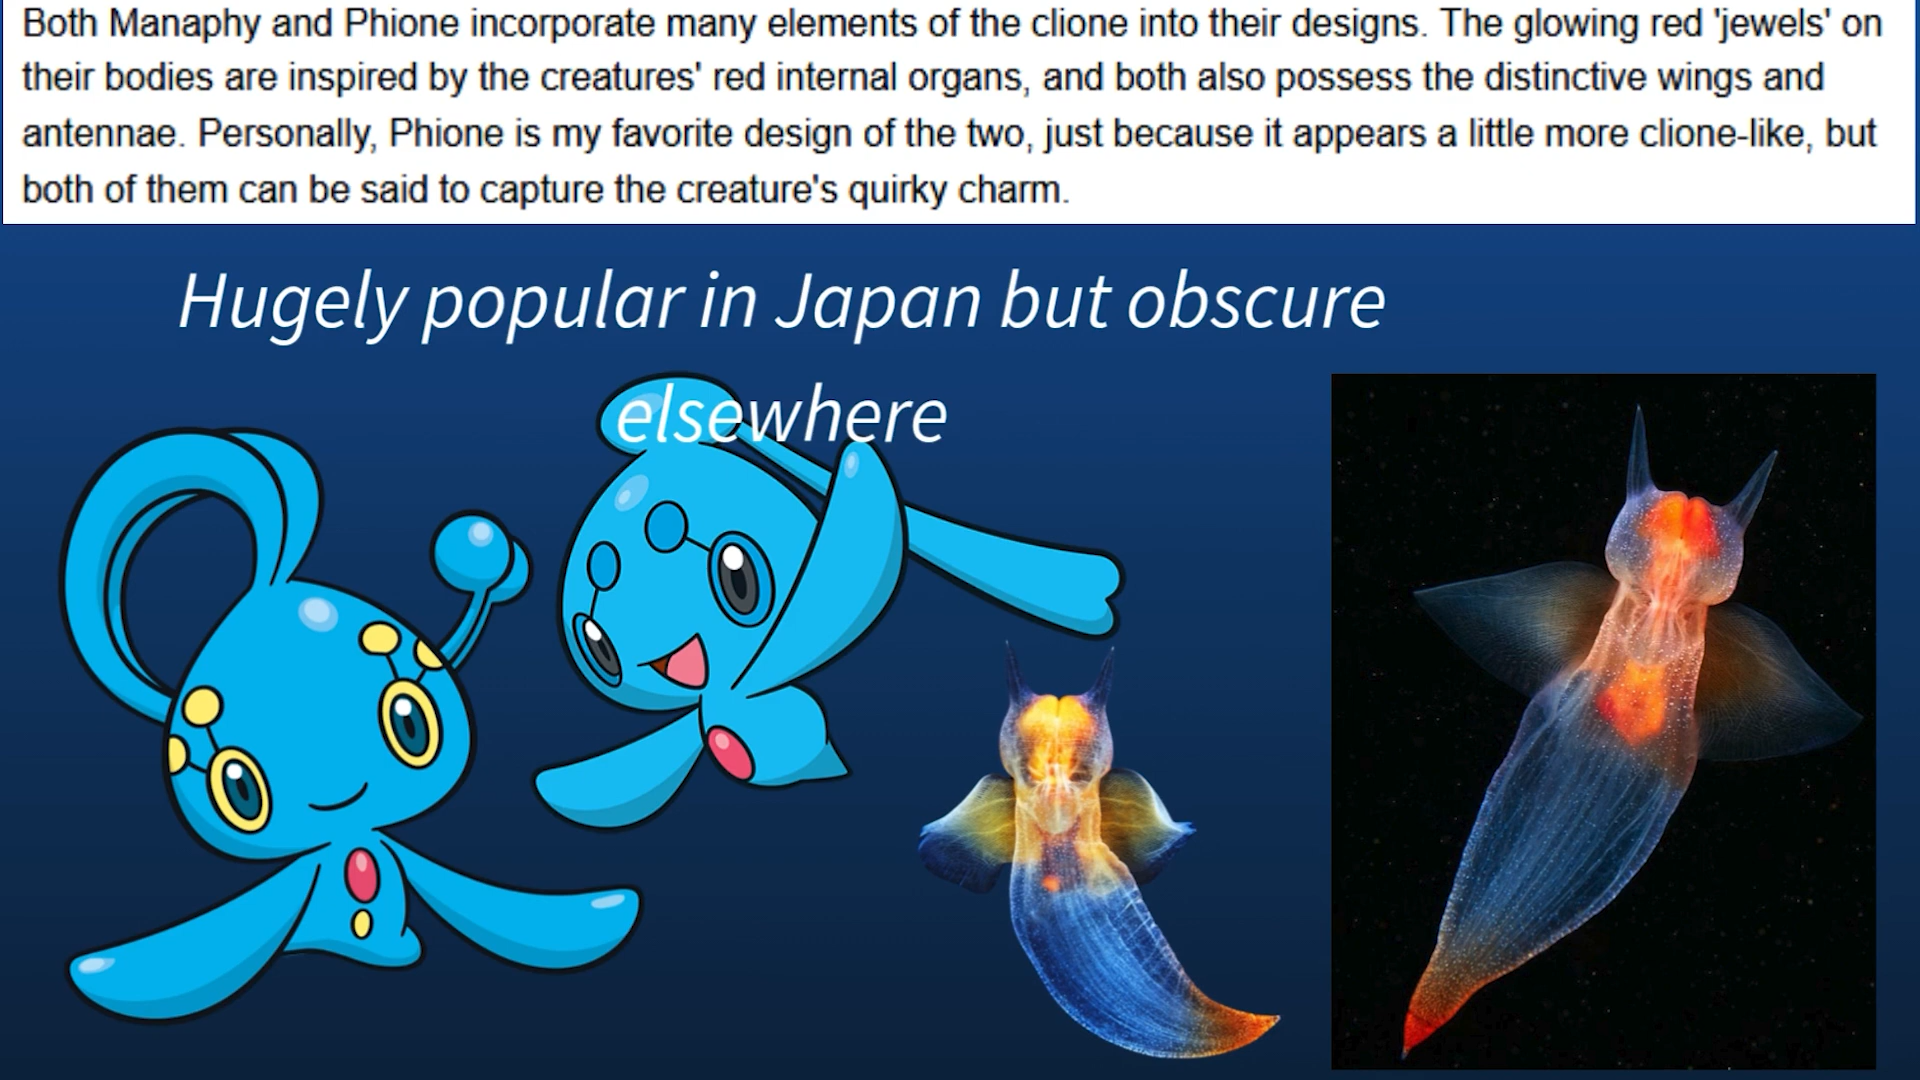 Both Manaphy and Phione incorporate many elements of the clione into their designs. The glowing red 'jewels' on
their bodies are inspired by the creatures' red internal organs, and both also possess the distinctive wings and
antennae. Personally, Phione is my favorite design of the two, just because it appears a little more clione-like, but
both of them can be said to capture the creature's quirky charm.
Hugely popular in Japan but obscure
elsewhere